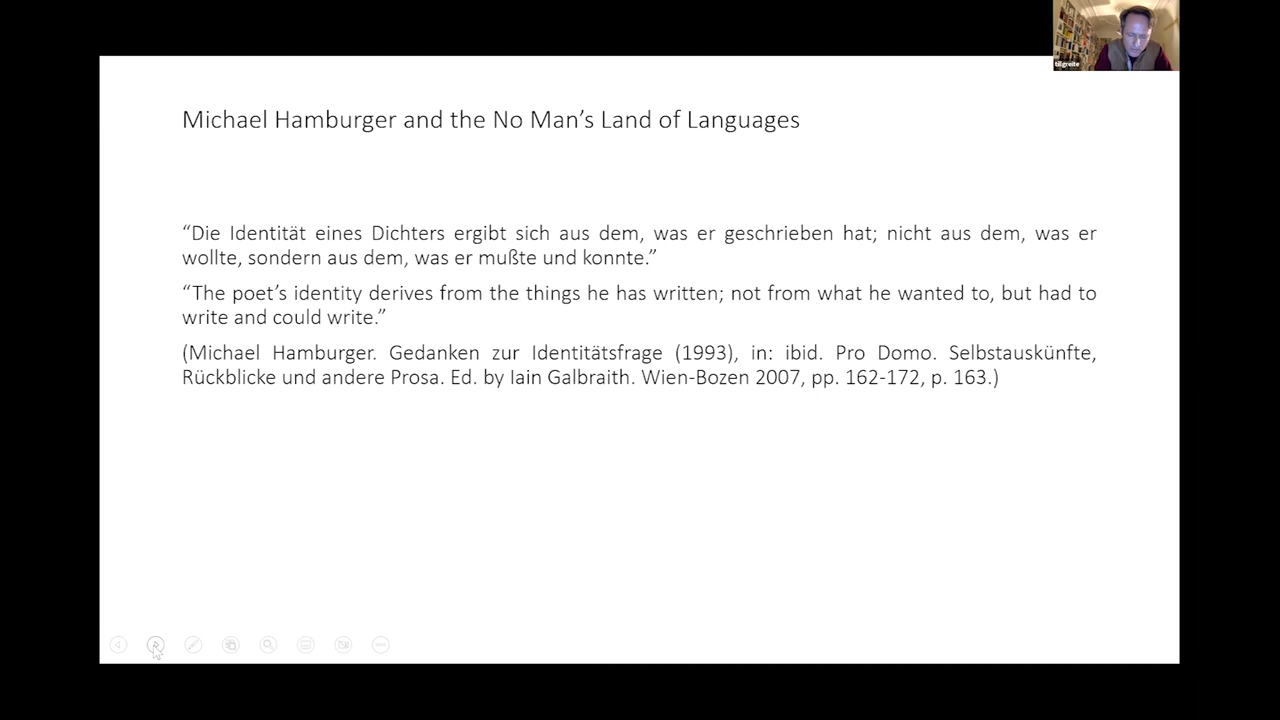 tillgreite
Michael Hamburger and the No Man’s Land of Languages
“Die Identität eines Dichters ergibt sich aus dem, was er geschrieben hat; nicht aus dem, was er
wollte, sondern aus dem, was er mußte und konnte.”
“The poet’s identity derives from the things he has written; not from what he wanted to, but had to
write and could write.”
(Michael Hamburger. Gedanken zur Identitätsfrage (1993), in: ibid. Pro Domo. Selbstauskünfte,
Rückblicke und andere Prosa. Ed. by Iain Galbraith. Wien-Bozen 2007, pp. 162-172, p. 163.)